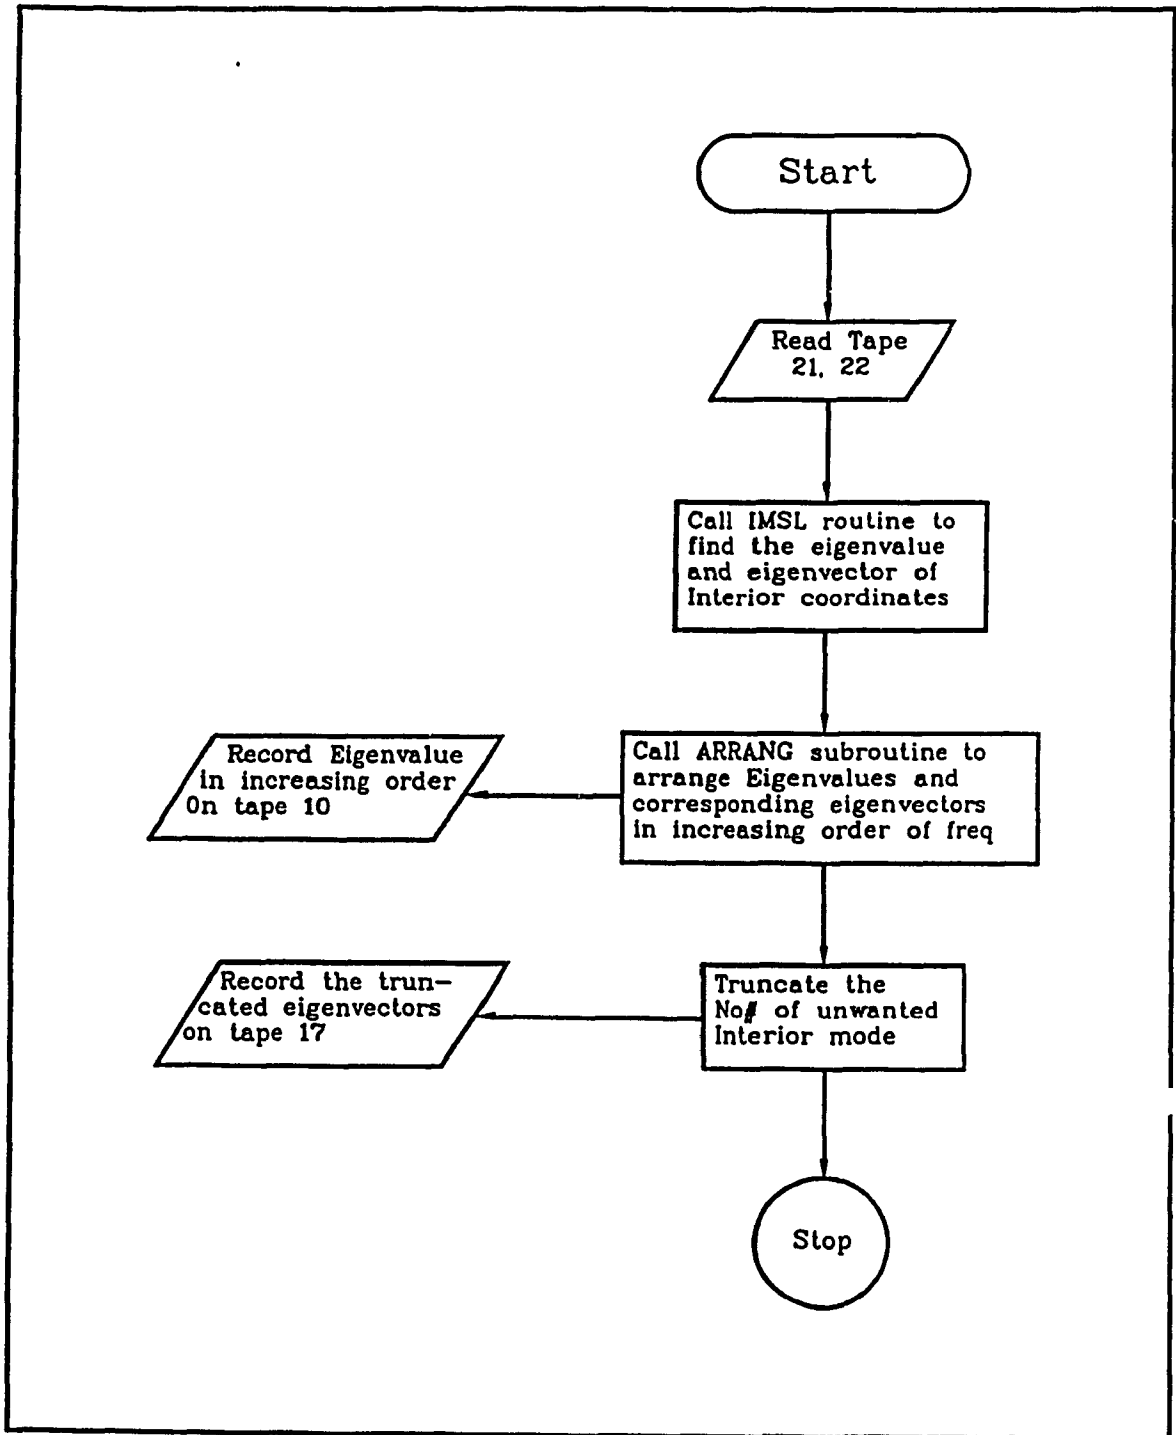 Start
Read Tape
21, 22
Call IMSL routine to
find the eigenvalue
and eigenvector of
Interior coordinates
Call ARRANG subroutine to
arrange Eigenvalues and
corresponding eigenvectors
in increasing order of freq
Record Eigenvalue
in increasing order
On tape 10
Truncate the
No# of unwanted
Interior mode
Record the trun-
cated eigenvectors
on tape 17
Stop